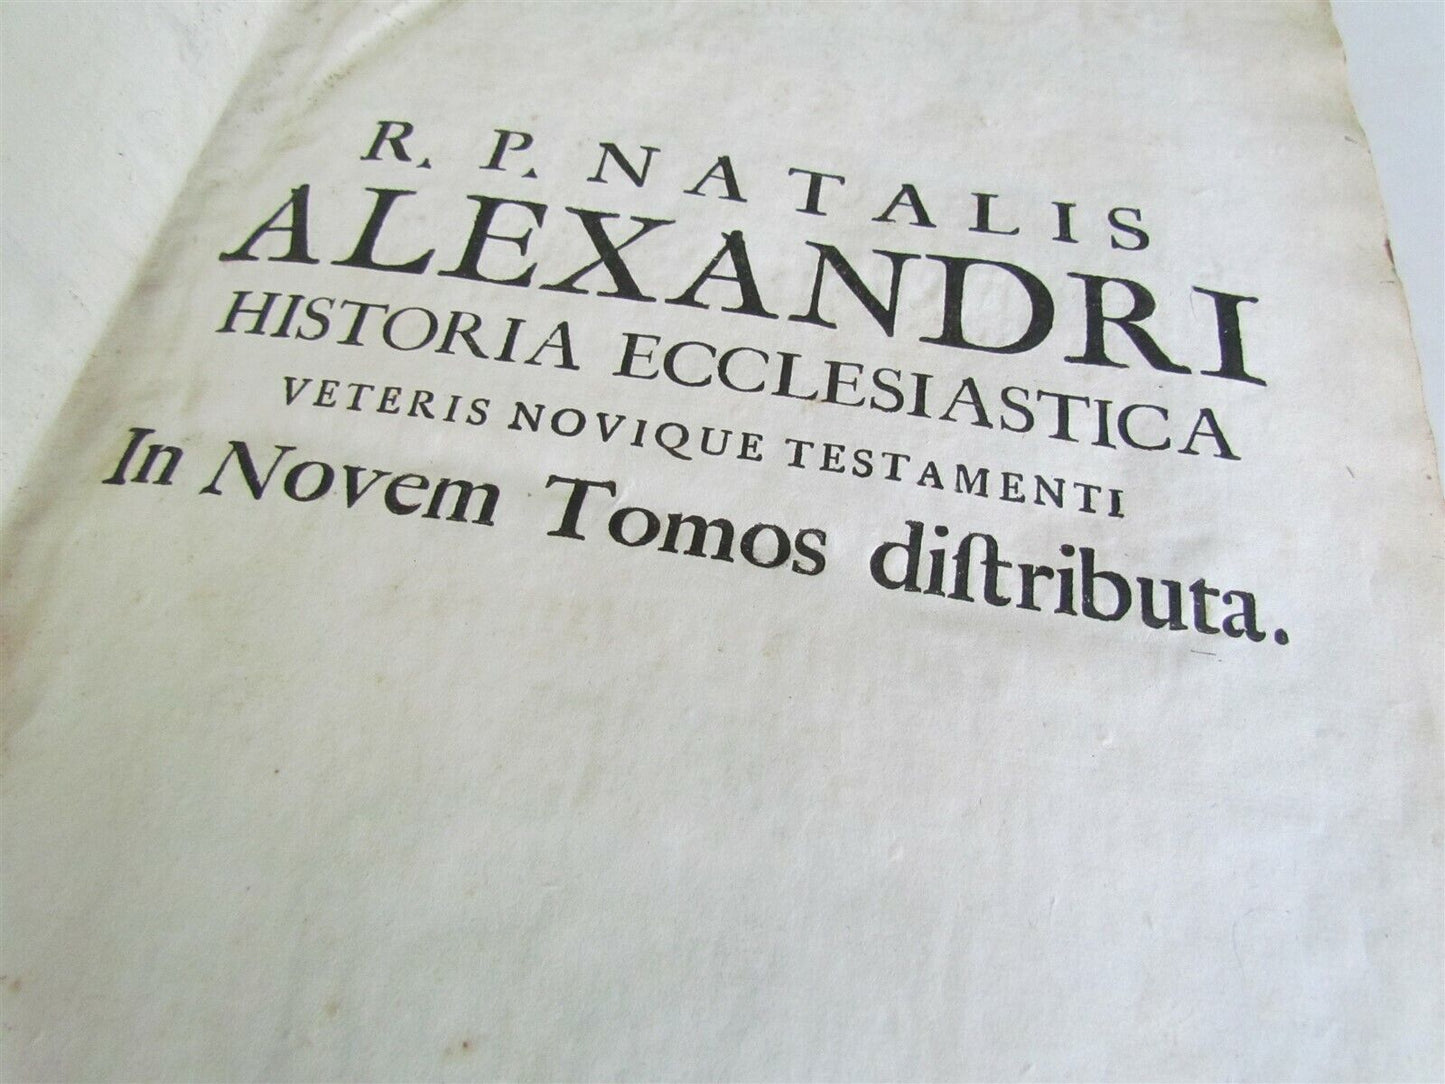 R. P. NATALIS
ALEXANDRI
HISTORIA ECCLESIASTICA
VETERIS NOVIQUE TESTAMENTI
In Novem Tomos diſtributa.